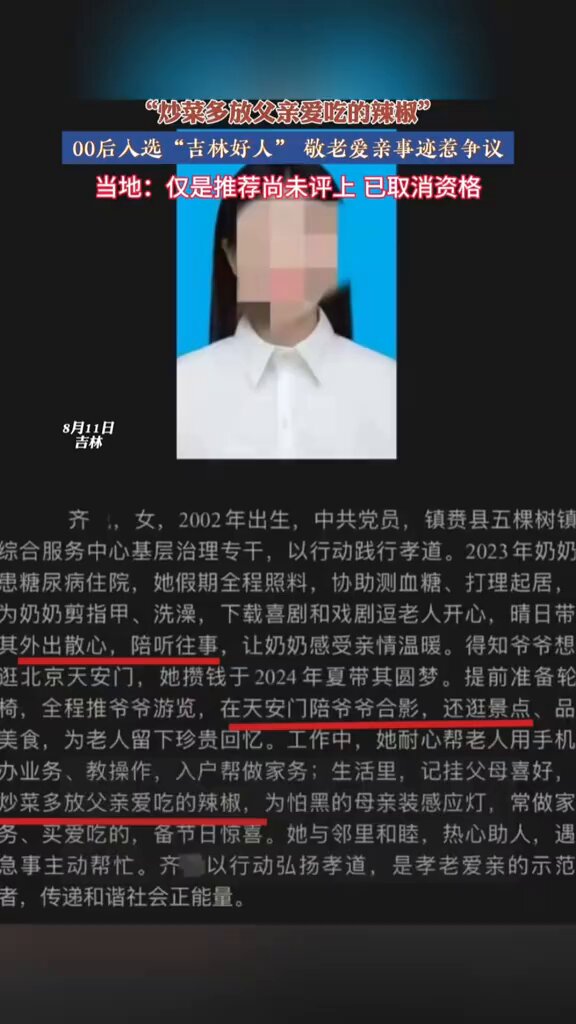 “炒菜多放父亲爱吃的辣椒”
00后入选“吉林好人” 敬老爱亲事迹惹争议
当地：仅是推荐尚未评上 已取消资格
8月11日
吉林
齐 ，女，2002年出生，中共党员，镇赉县五棵树镇
综合服务中心基层治理专干，以行动践行孝道。2023年奶奶
患糖尿病住院，她假期全程照料，协助测血糖、打理起居，
为奶奶剪指甲、洗澡，下载喜剧和戏剧逗老人开心，晴日带
其外出散心，陪听往事，让奶奶感受亲情温暖。得知爷爷想
逛北京天安门，她攒钱于2024年夏带其圆梦。提前准备轮
椅，全程推爷爷游览，在天安门陪爷爷合影，还逛景点、品
美食，为老人留下珍贵回忆。工作中，她耐心帮老人用手机
办业务、教操作，入户帮做家务；生活里，记挂父母喜好，
炒菜多放父亲爱吃的辣椒，为怕黑的母亲装感应灯，常做家
务、买爱吃的，备节日惊喜。她与邻里和睦，热心助人，遇
急事主动帮忙。齐 以行动弘扬孝道，是孝老爱亲的示范
者，传递和谐社会正能量。